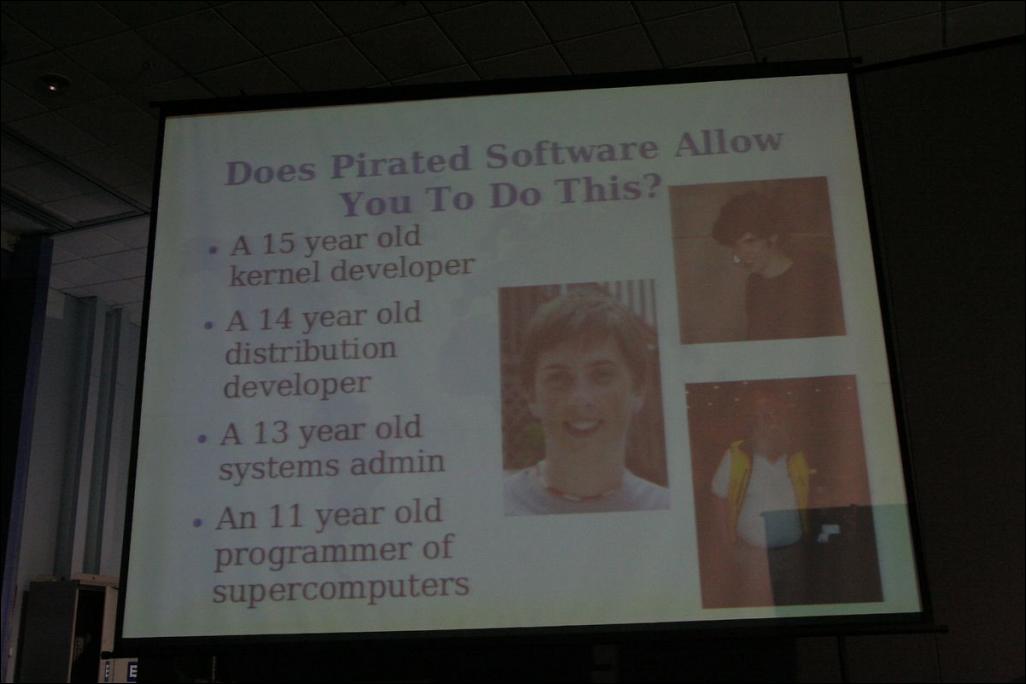 Does Pirated Software Allow
You To Do This?
• A 15 year old
kernel developer
• A 14 year old
distribution
developer
• A 13 year old
systems admin
• An 11 year old
programmer of
supercomputers
E